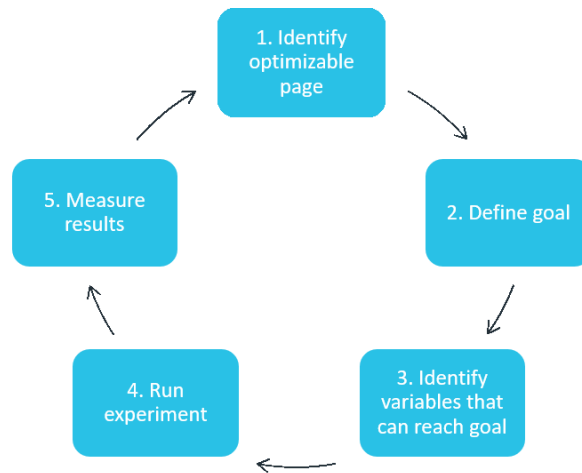 1. Identify
optimizable
page
2. Define goal
3. Identify
variables that
can reach goal
4. Run
experiment
5. Measure
results